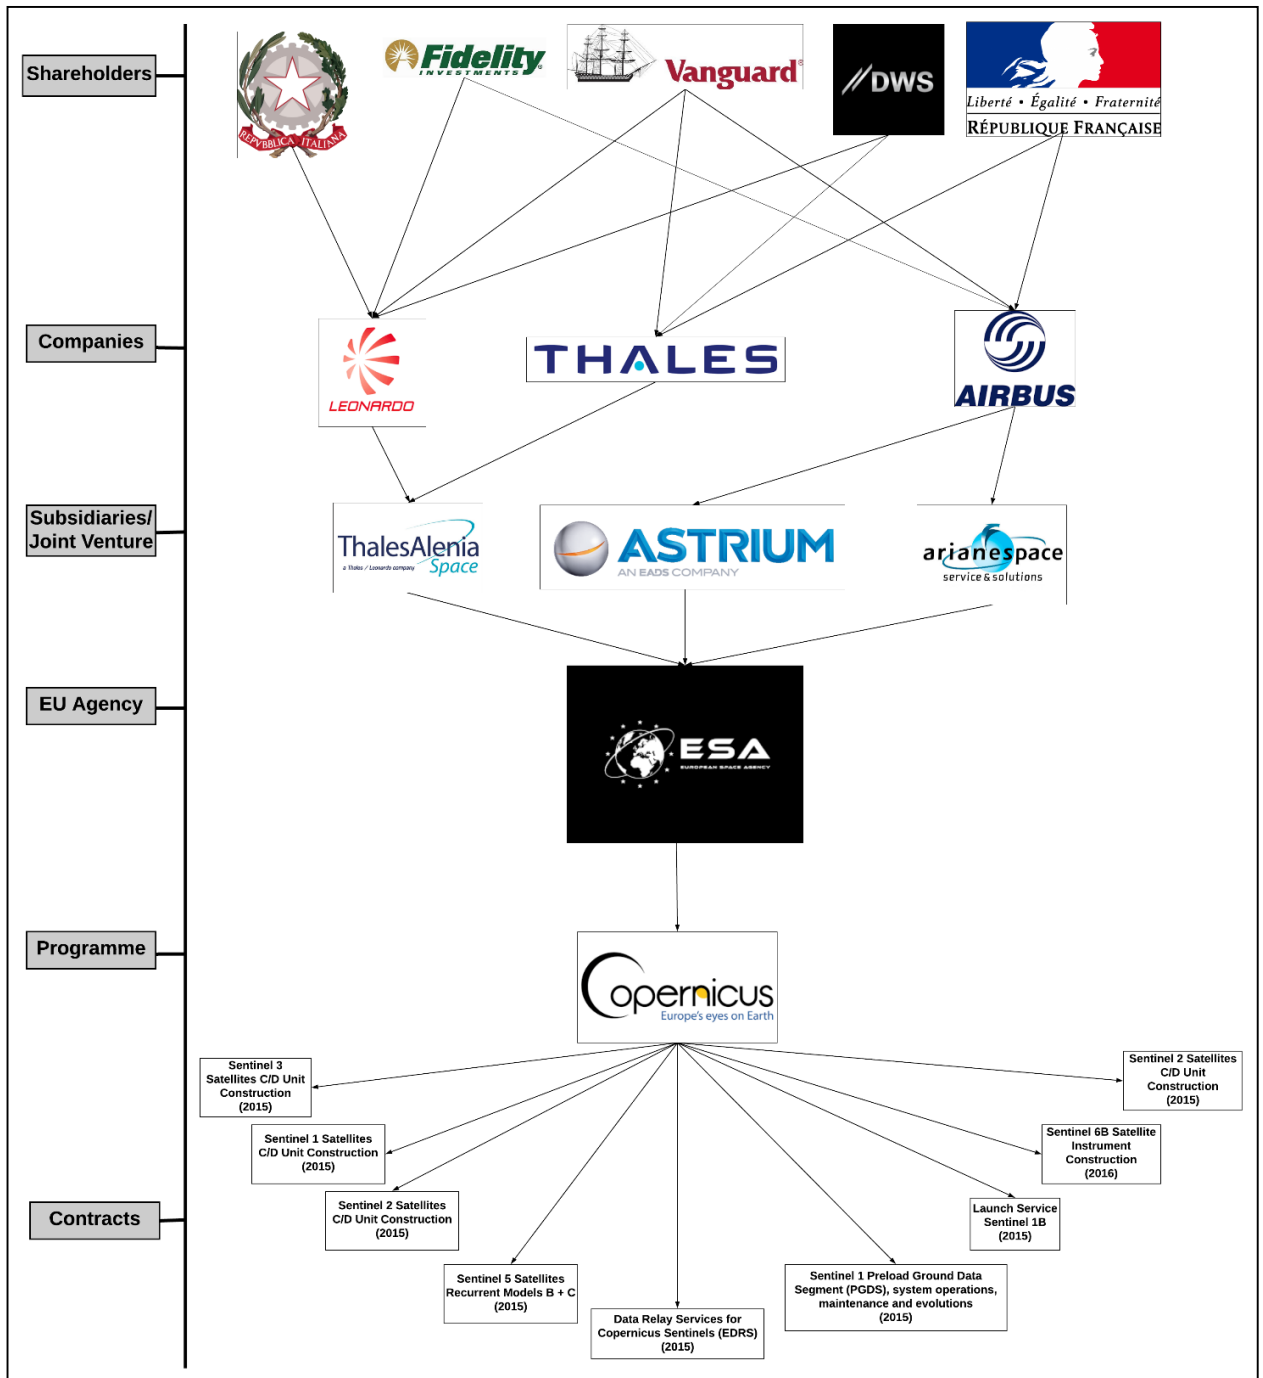 Shareholders
REPVBBLICA ITALIANA
Fidelity
INVESTMENTS
Vanguard
DWS
Liberté • Égalité • Fraternité
RÉPUBLIQUE FRANÇAISE
Companies
LEONARDO
THALES
AIRBUS
Subsidiaries/
Joint Venture
ThalesAlenia
a Thales / Leonardo company
Space
ASTRIUM
AN EADS COMPANY
arianespace
service & solutions
EU Agency
ESA
EUROPEAN SPACE AGENCY
Programme
Copernicus
Europe's eyes on Earth
Contracts
Sentinel 3
Satellites C/D Unit
Construction
(2015)
Sentinel 2 Satellites
C/D Unit
Construction
(2015)
Sentinel 1 Satellites
C/D Unit Construction
(2015)
Sentinel 6B Satellite
Instrument
Construction
(2016)
Sentinel 2 Satellites
C/D Unit Construction
(2015)
Launch Service
Sentinel 1B
(2015)
Sentinel 5 Satellites
Recurrent Models B + C
(2015)
Sentinel 1 Preload Ground Data
Segment (PGDS), system operations,
maintenance and evolutions
(2015)
Data Relay Services for
Copernicus Sentinels (EDRS)
(2015)